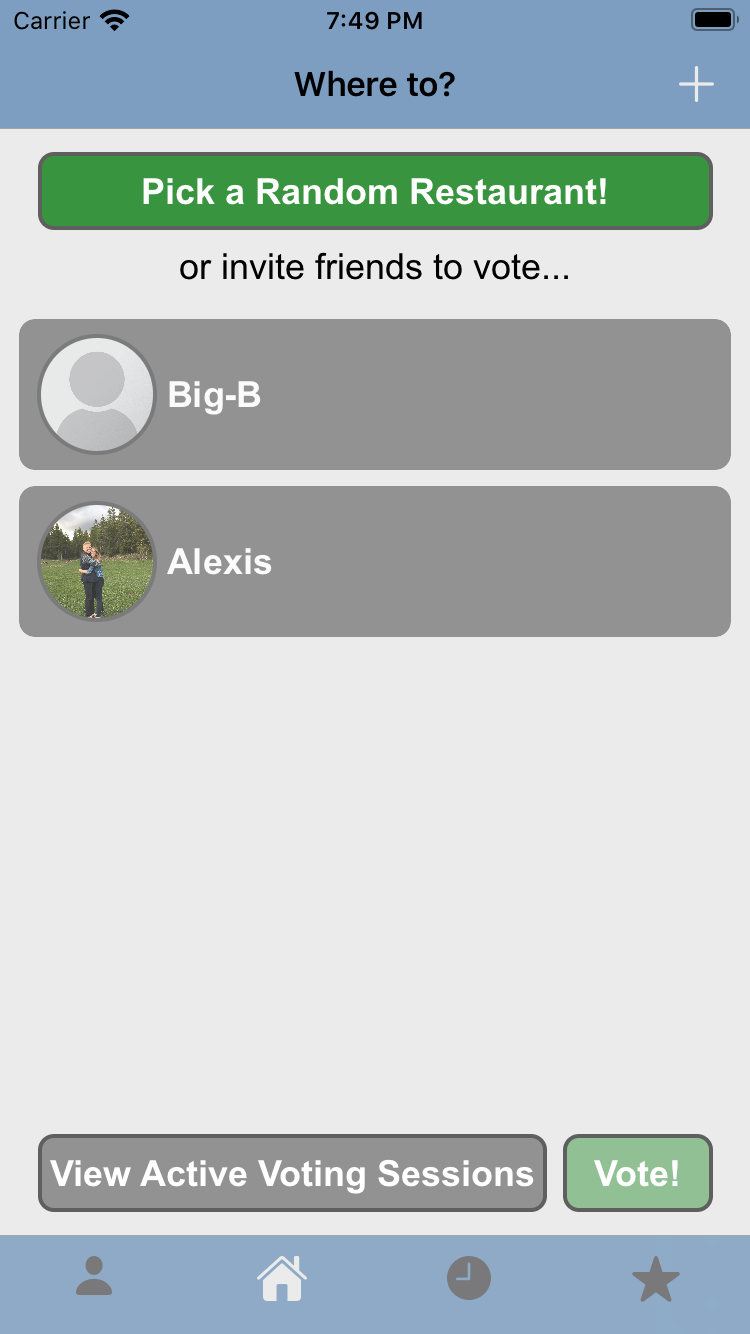 Carrier 7:49 PM
Where to?
Pick a Random Restaurant!
or invite friends to vote...
Big-B
Alexis
View Active Voting Sessions Vote!